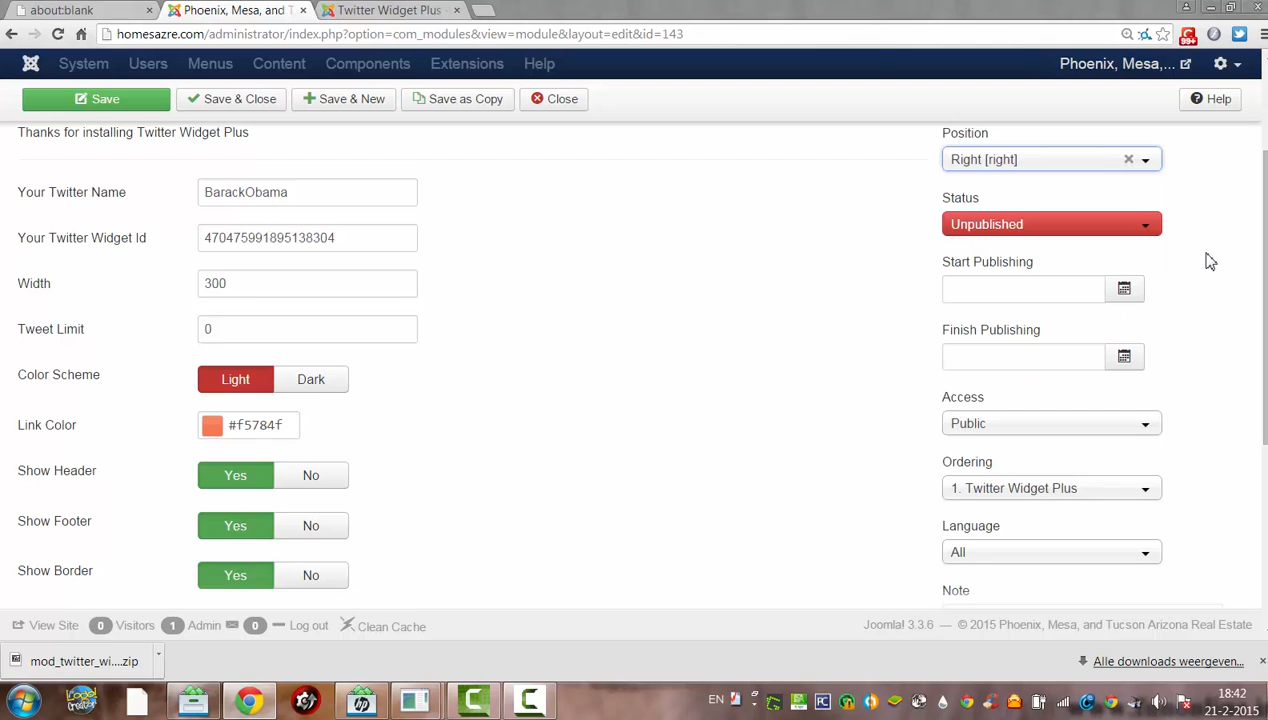 about:blank
Phoenix, Mesa, and T
Twitter Widget Plus
homesazre.com/administrator/index.php?option=com_modules&view=module&layout=edit&id=143
99+
System
Users
Menus
Content
Components
Extensions
Help
Phoenix, Mesa,...
Save
Save & Close
Save & New
Save as Copy
Close
Help
Thanks for installing Twitter Widget Plus
Your Twitter Name
BarackObama
Your Twitter Widget Id
470475991895138304
Width
300
Tweet Limit
0
Color Scheme
Light
Dark
Link Color
#f5784f
Show Header
Yes
No
Show Footer
Yes
No
Show Border
Yes
No
Position
Right [right]
Status
Unpublished
Start Publishing
Finish Publishing
Access
Public
Ordering
1. Twitter Widget Plus
Language
All
Note
View Site
0 Visitors
1 Admin
0
Log out
Clean Cache
Joomla! 3.3.6 — © 2015 Phoenix, Mesa, and Tucson Arizona Real Estate
mod_twitter_wi....zip
Alle downloads weergeven...
EN
18:42
21-2-2015